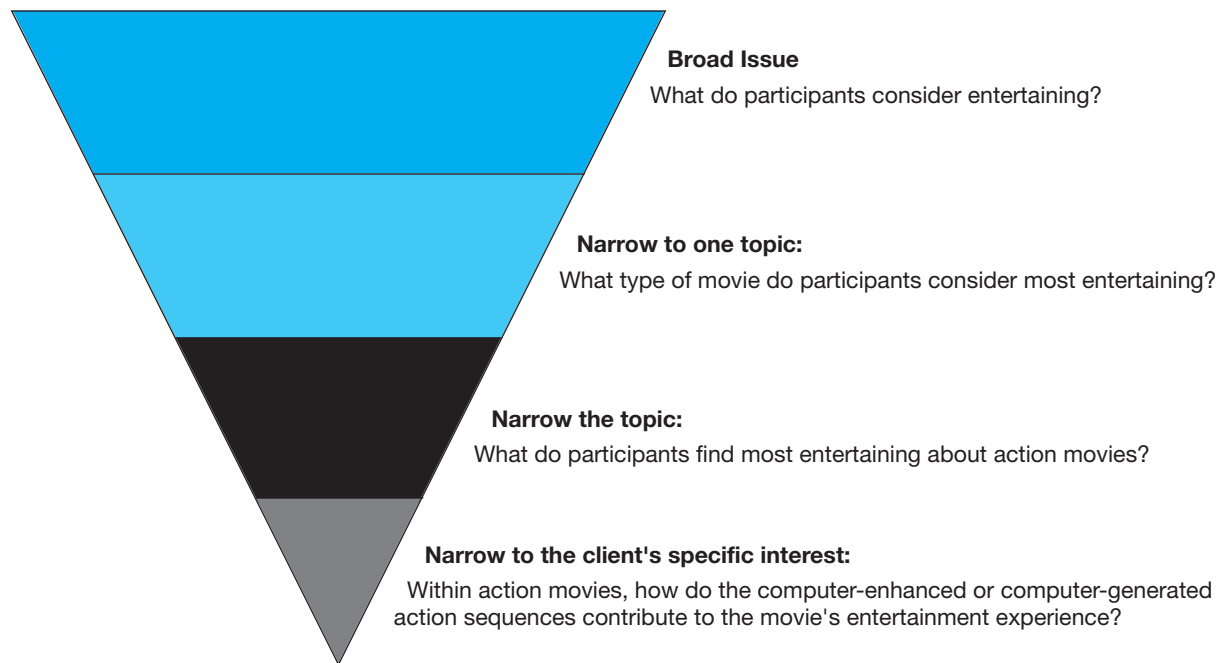 Broad Issue
What do participants consider entertaining?
Narrow to one topic:
What type of movie do participants consider most entertaining?
Narrow the topic:
What do participants find most entertaining about action movies?
Narrow to the client's specific interest:
Within action movies, how do the computer-enhanced or computer-generated
action sequences contribute to the movie's entertainment experience?